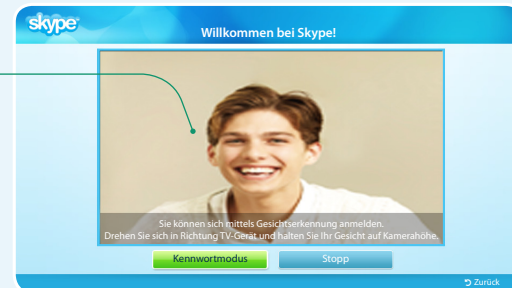 skype
Willkommen bei Skype!
Sie können sich mittels Gesichtserkennung anmelden.
Drehen Sie sich in Richtung TV-Gerät und halten Sie Ihr Gesicht auf Kamerahöhe.
Kennwortmodus
Stopp
Zurück